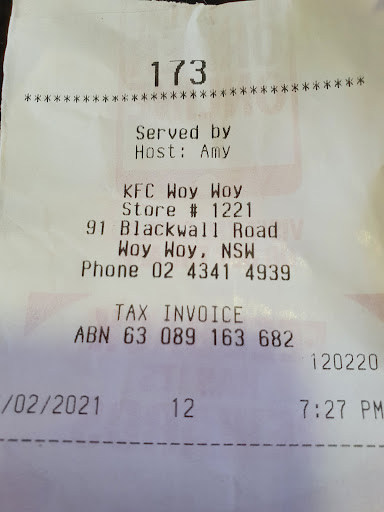 173
************************************
Served by
Host: Amy
KFC Woy Woy
Store # 1221
91 Blackwall Road
Woy Woy, NSW
Phone 02 4341 4939
TAX INVOICE
ABN 63 089 163 682
120220
/02/2021 12 7:27 PM